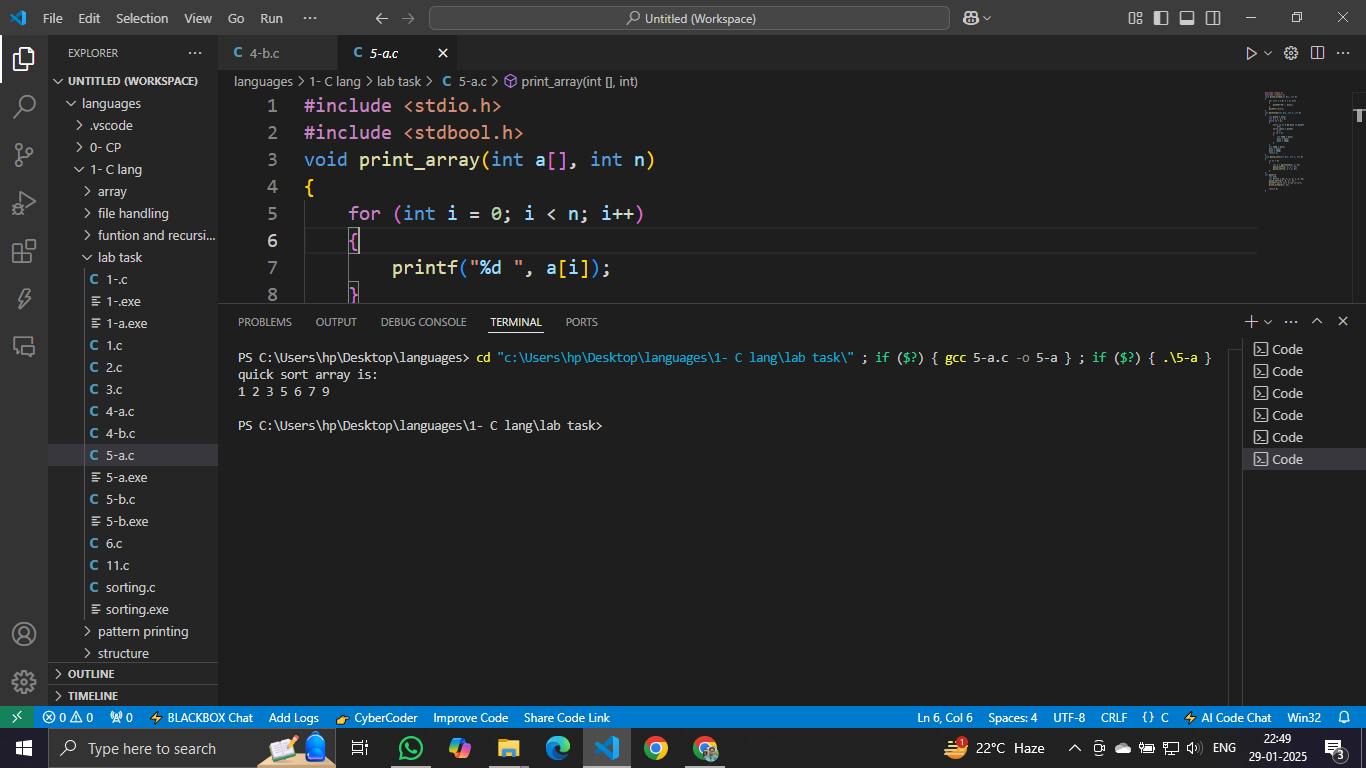 File Edit Selection View Go Run ··· Untitled (Workspace)
EXPLORER ···
UNTITLED (WORKSPACE)
languages
.vscode
0- CP
1- C lang
array
file handling
funtion and recursi...
lab task
C 1-.c
1-.exe
1-a.exe
C 1.c
C 2.c
C 3.c
C 4-a.c
C 4-b.c
C 5-a.c
5-a.exe
C 5-b.c
5-b.exe
C 6.c
C 11.c
C sorting.c
sorting.exe
pattern printing
structure
OUTLINE
TIMELINE
C 4-b.c C 5-a.c
languages > 1- C lang > lab task > C 5-a.c > print_array(int [], int)
1 #include <stdio.h>
2 #include <stdbool.h>
3 void print_array(int a[], int n)
4 {
5 for (int i = 0; i < n; i++)
6 {
7 printf("%d ", a[i]);
8 }
PROBLEMS OUTPUT DEBUG CONSOLE TERMINAL PORTS
PS C:\Users\hp\Desktop\languages> cd "c:\Users\hp\Desktop\languages\1- C lang\lab task\" ; if ($?) { gcc 5-a.c -o 5-a } ; if ($?) { .\5-a }
quick sort array is:
1 2 3 5 6 7 9
PS C:\Users\hp\Desktop\languages\1- C lang\lab task>
Code
Code
Code
Code
Code
Code
0 0 0 BLACKBOX Chat Add Logs CyberCoder Improve Code Share Code Link Ln 6, Col 6 Spaces: 4 UTF-8 CRLF {} C AI Code Chat Win32
Type here to search 1 22°C Haze ENG 22:49 3
29-01-2025